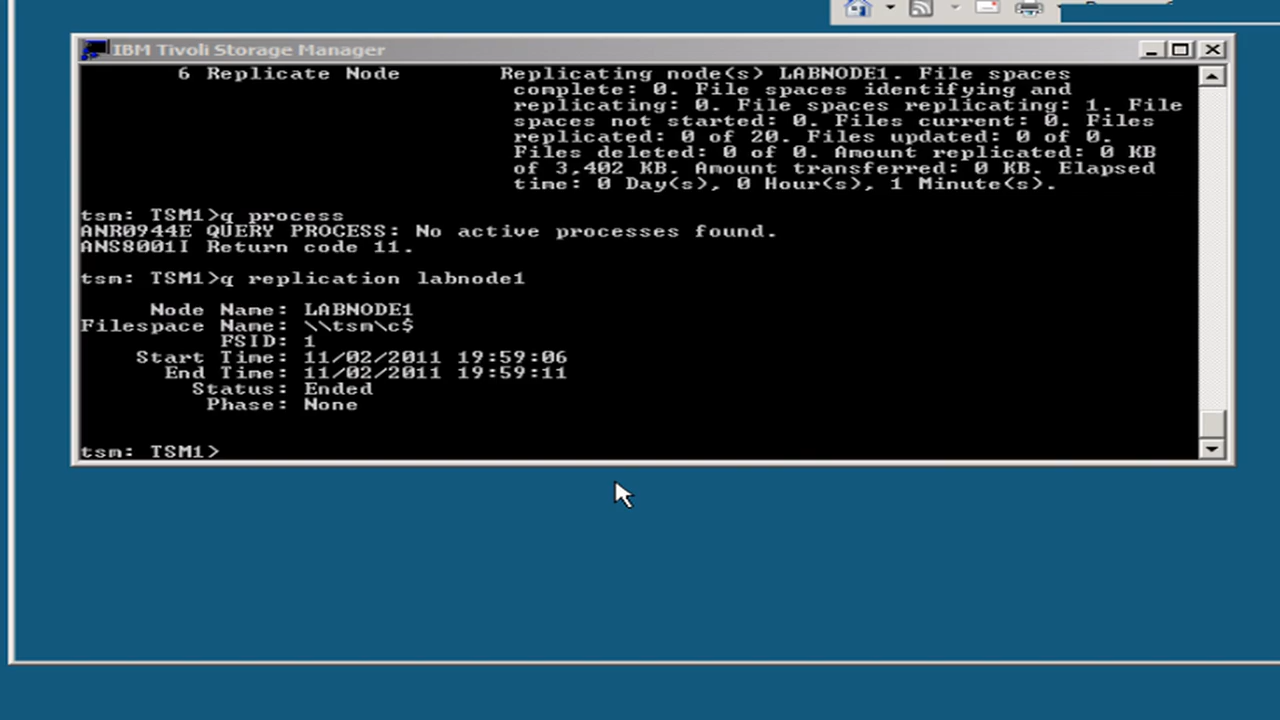 IBM Tivoli Storage Manager
6 Replicate Node Replicating node(s) LABNODE1. File spaces
complete: 0. File spaces identifying and
replicating: 0. File spaces replicating: 1. File
spaces not started: 0. Files current: 0. Files
replicated: 0 of 20. Files updated: 0 of 0.
Files deleted: 0 of 0. Amount replicated: 0 KB
of 3,402 KB. Amount transferred: 0 KB. Elapsed
time: 0 Day(s), 0 Hour(s), 1 Minute(s).
tsm: TSM1>q process
ANR0944E QUERY PROCESS: No active processes found.
ANS8001I Return code 11.
tsm: TSM1>q replication labnode1
Node Name: LABNODE1
Filespace Name: \\tsm\c$
FSID: 1
Start Time: 11/02/2011 19:59:06
End Time: 11/02/2011 19:59:11
Status: Ended
Phase: None
tsm: TSM1>